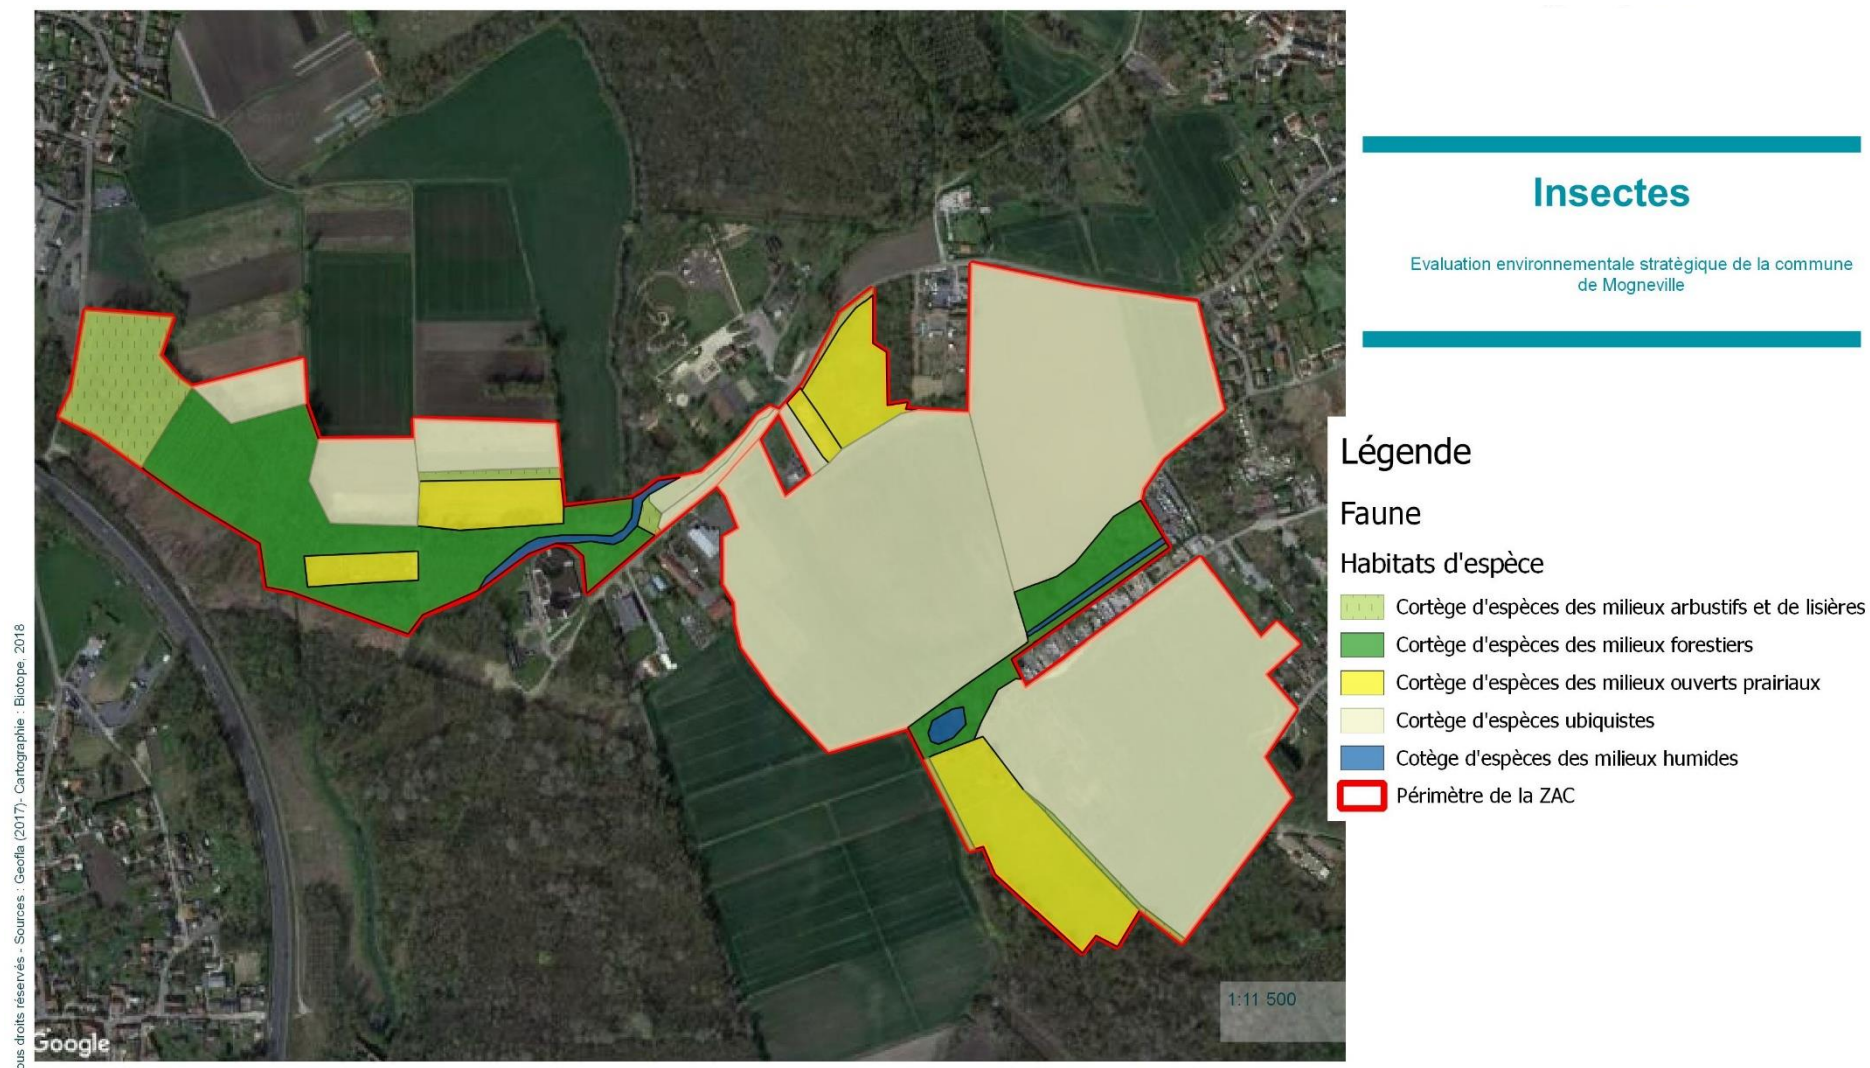 Insectes
Evaluation environnementale stratègique de la commune
de Mogneville
Légende
Faune
Habitats d'espèce
Cortège d'espèces des milieux arbustifs et de lisières
Cortège d'espèces des milieux forestiers
Cortège d'espèces des milieux ouverts prairiaux
Cortège d'espèces ubiquistes
Cotège d'espèces des milieux humides
Périmètre de la ZAC
1:11 500
Google
ous droits réservés - Sources : Geofla (2017)- Cartographie : Biotope, 2018